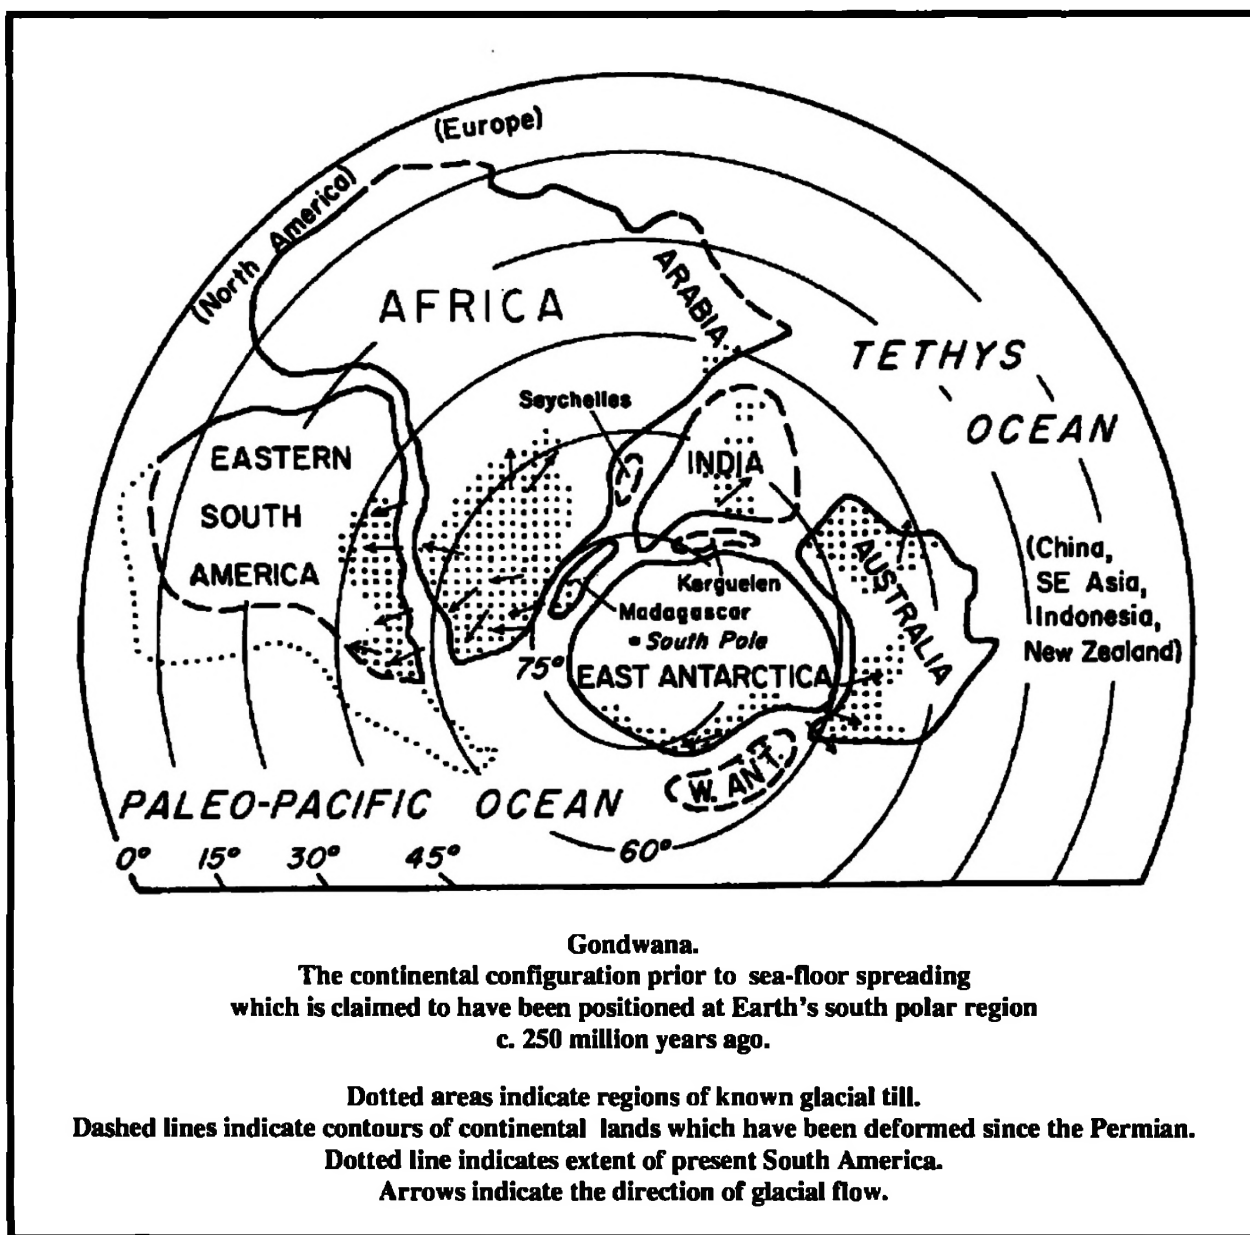 (Europe)
(North America)
AFRICA
ARABIA
TETHYS
OCEAN
Seychelles
INDIA
EASTERN
SOUTH
AMERICA
AUSTRALIA
(China,
SE Asia,
Indonesia,
New Zealand)
Kerguelen
Madagascar
South Pole
75°
EAST ANTARCTICA
W. ANT.
PALEO-PACIFIC OCEAN
0° 15° 30° 45° 60°
Gondwana.
The continental configuration prior to sea-floor spreading
which is claimed to have been positioned at Earth's south polar region
c. 250 million years ago.
Dotted areas indicate regions of known glacial till.
Dashed lines indicate contours of continental lands which have been deformed since the Permian.
Dotted line indicates extent of present South America.
Arrows indicate the direction of glacial flow.